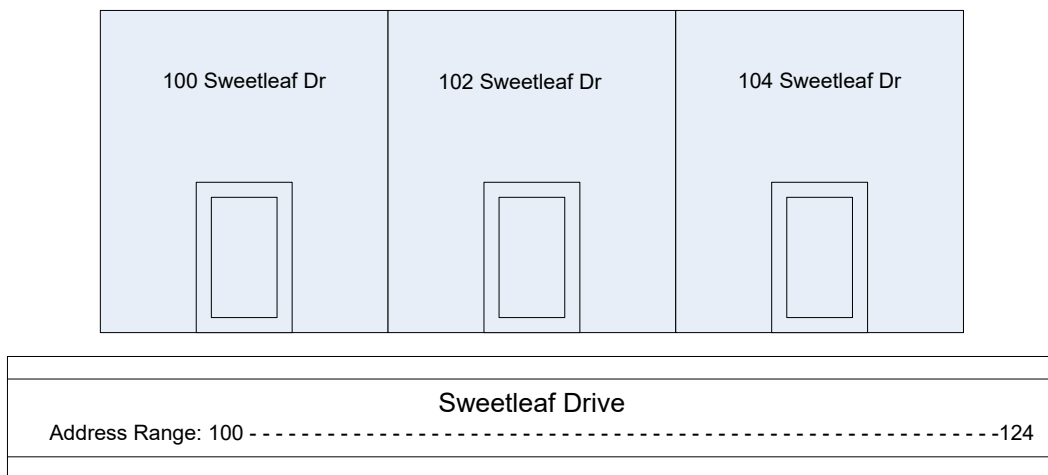 100 Sweetleaf Dr
102 Sweetleaf Dr
104 Sweetleaf Dr
Sweetleaf Drive
Address Range: 100 - - - - - - - - - - - - - - - - - - - - - - - - - - - - - - - - - - - - - - - - - - - - - - - - - - - - - - - - - - - - - - -124